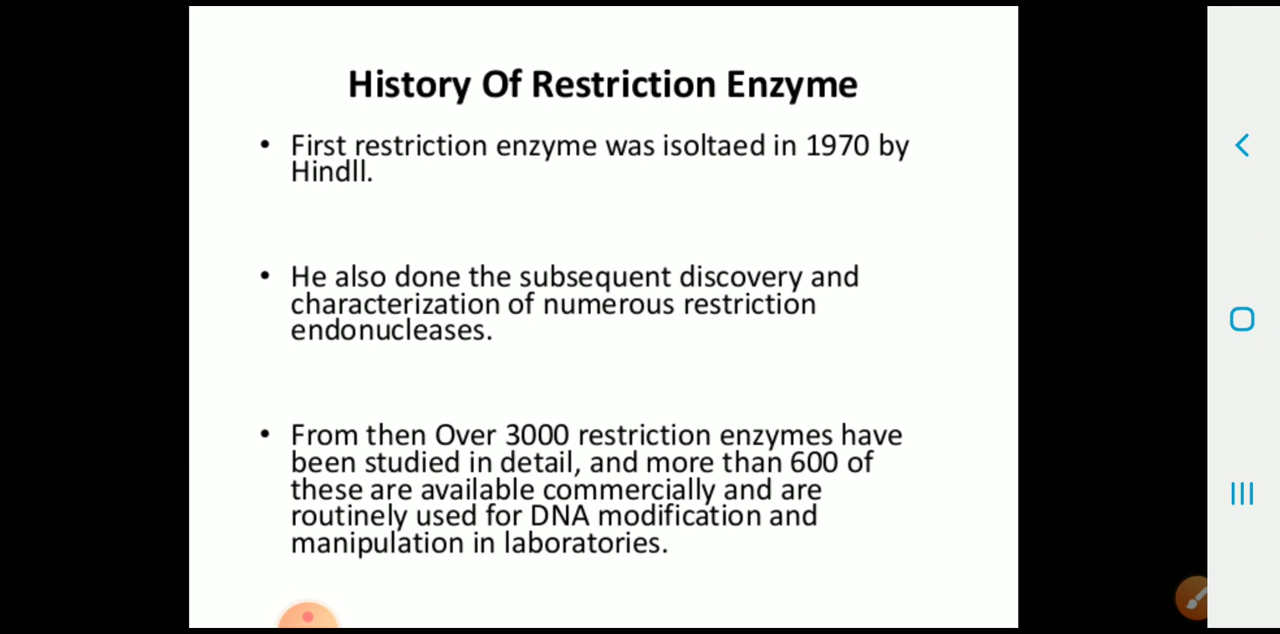 History Of Restriction Enzyme
• First restriction enzyme was isoltaed in 1970 by
Hindll.
• He also done the subsequent discovery and
characterization of numerous restriction
endonucleases.
• From then Over 3000 restriction enzymes have
been studied in detail, and more than 600 of
these are available commercially and are
routinely used for DNA modification and
manipulation in laboratories.